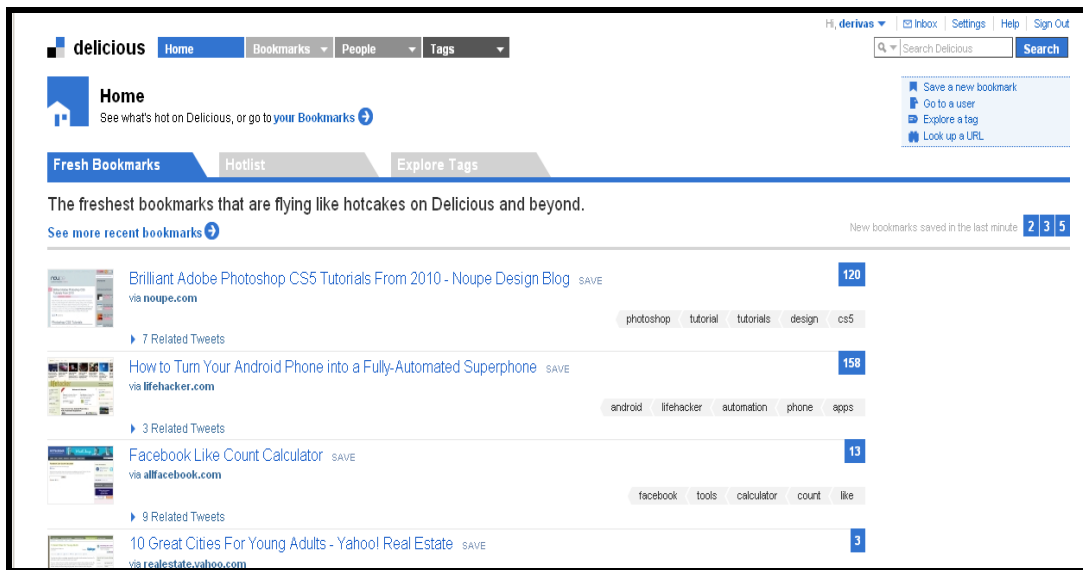 Hi, derivas Inbox Settings Help Sign Out
delicious Home Bookmarks People Tags Search Delicious Search
Home
See what's hot on Delicious, or go to your Bookmarks
Save a new bookmark
Go to a user
Explore a tag
Look up a URL
Fresh Bookmarks Hotlist Explore Tags
The freshest bookmarks that are flying like hotcakes on Delicious and beyond.
See more recent bookmarks
New bookmarks saved in the last minute 2 3 5
Brilliant Adobe Photoshop CS5 Tutorials From 2010 - Noupe Design Blog SAVE 120
via noupe.com
photoshop tutorial tutorials design cs5
7 Related Tweets
How to Turn Your Android Phone into a Fully-Automated Superphone SAVE 158
via lifehacker.com
android lifehacker automation phone apps
3 Related Tweets
Facebook Like Count Calculator SAVE 13
via allfacebook.com
facebook tools calculator count like
9 Related Tweets
10 Great Cities For Young Adults - Yahoo! Real Estate SAVE 3
via realestate.yahoo.com